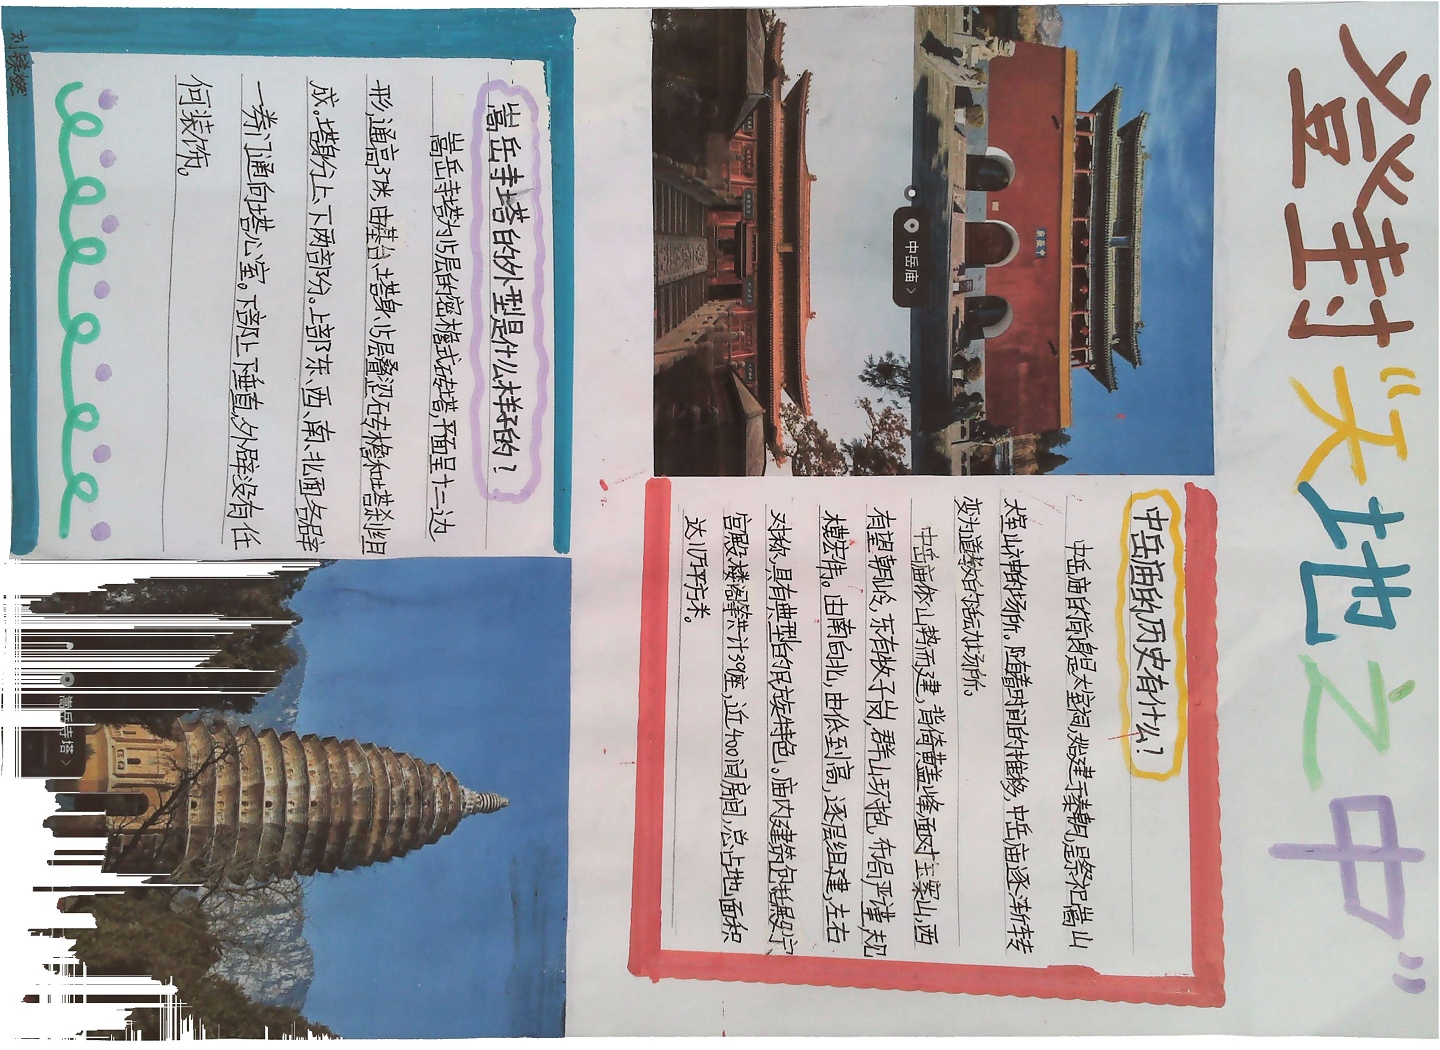 登封“天地之中”
中岳庙
中岳庙
中岳庙的历史有什么？
中岳庙的前身是太室祠，始建于秦朝，是祭祀嵩山
太室山神的场所。随着时间的推移，中岳庙逐渐转
变为道教的活动场所。
中岳庙依山势而建，背倚黄盖峰，面对玉案山，西
有望朝岭，东有牧子岗，群山环抱，布局严谨，规
模宏伟。由南向北，由低到高，逐层组建，左右
对称，具有典型的民族特色。庙内建筑包括殿宁
宫殿、楼阁等共计39座，近400间房间，总占地面积
达11万平方米。
嵩岳寺塔的外型是什么样子的？
嵩岳寺塔为15层的密檐式砖塔，平面呈十二边
形，通高37米，由基台、塔身、15层叠涩砖檐和塔刹组
成。塔身分上、下两部分。上部东、西、南、北面各辟
一券门通向塔心室。下部上下垂直，外壁没有任
何装饰。
嵩岳寺塔
刘镁燃